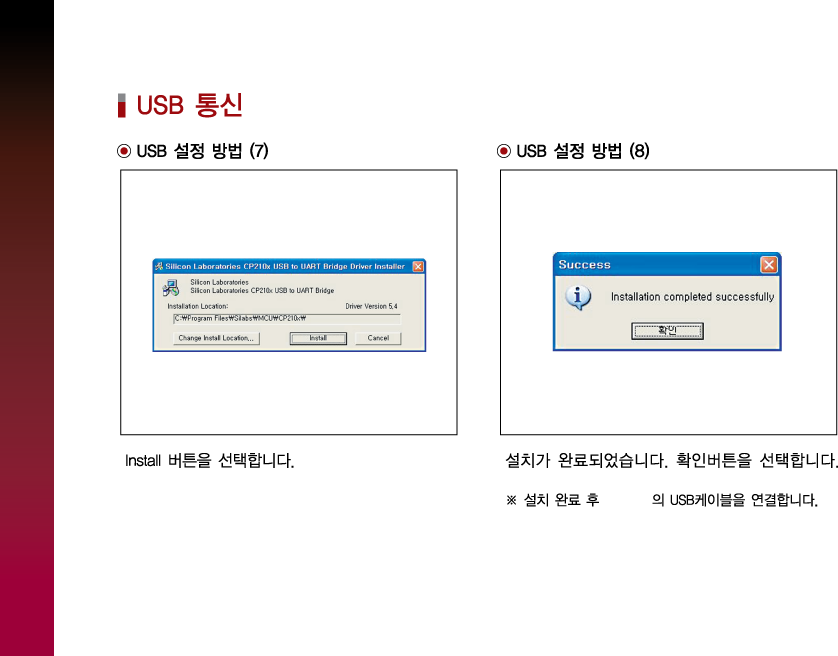 USB 통신
USB 설정 방법 (7)
Silicon Laboratories CP210x USB to UART Bridge Driver Installer
Silicon Laboratories
Silicon Laboratories CP210x USB to UART Bridge
Installation Location:
Driver Version 5.4
C:₩Program Files₩Silabs₩MCU₩CP210x₩
Change Install Location...
Install
Cancel
Install 버튼을 선택합니다.
USB 설정 방법 (8)
Success
Installation completed successfully
확인
설치가 완료되었습니다. 확인버튼을 선택합니다.
※ 설치 완료 후 의 USB케이블을 연결합니다.